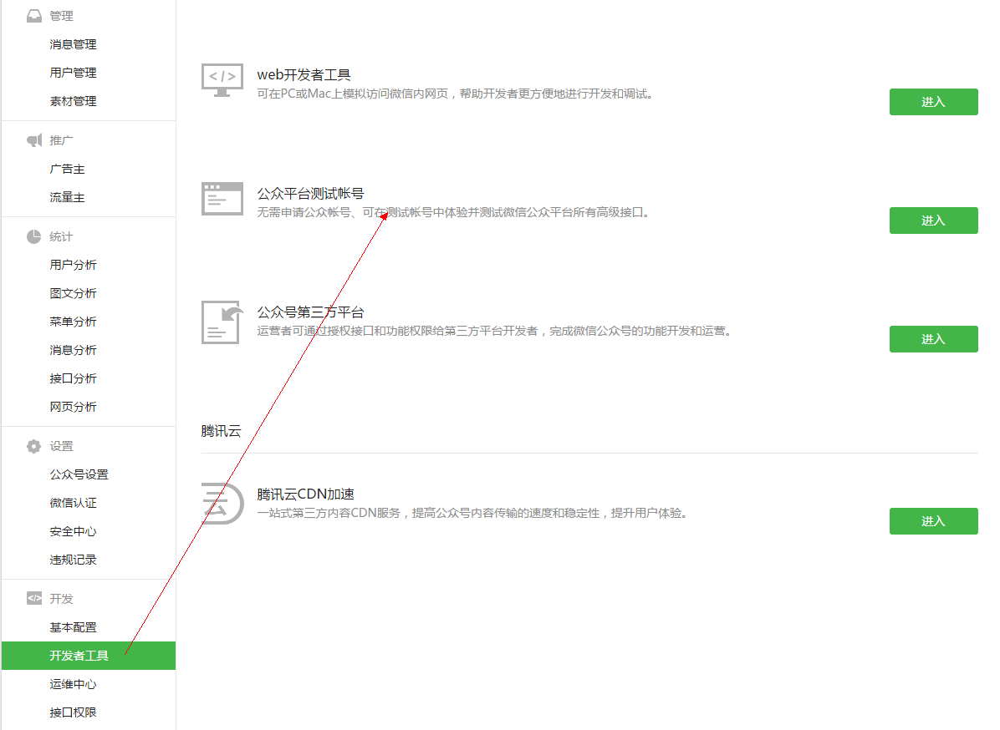 管理
消息管理
用户管理
素材管理
推广
广告主
流量主
统计
用户分析
图文分析
菜单分析
消息分析
接口分析
网页分析
设置
公众号设置
微信认证
安全中心
违规记录
</>
开发
基本配置
开发者工具
运维中心
接口权限
</>
web开发者工具
可在PC或Mac上模拟访问微信内网页，帮助开发者更方便地进行开发和调试。
进入
公众平台测试帐号
无需申请公众帐号、可在测试帐号中体验并测试微信公众平台所有高级接口。
进入
公众号第三方平台
运营者可通过授权接口和功能权限给第三方平台开发者，完成微信公众号的功能开发和运营。
进入
腾讯云
云
腾讯云CDN加速
一站式第三方内容CDN服务，提高公众号内容传输的速度和稳定性，提升用户体验。
进入